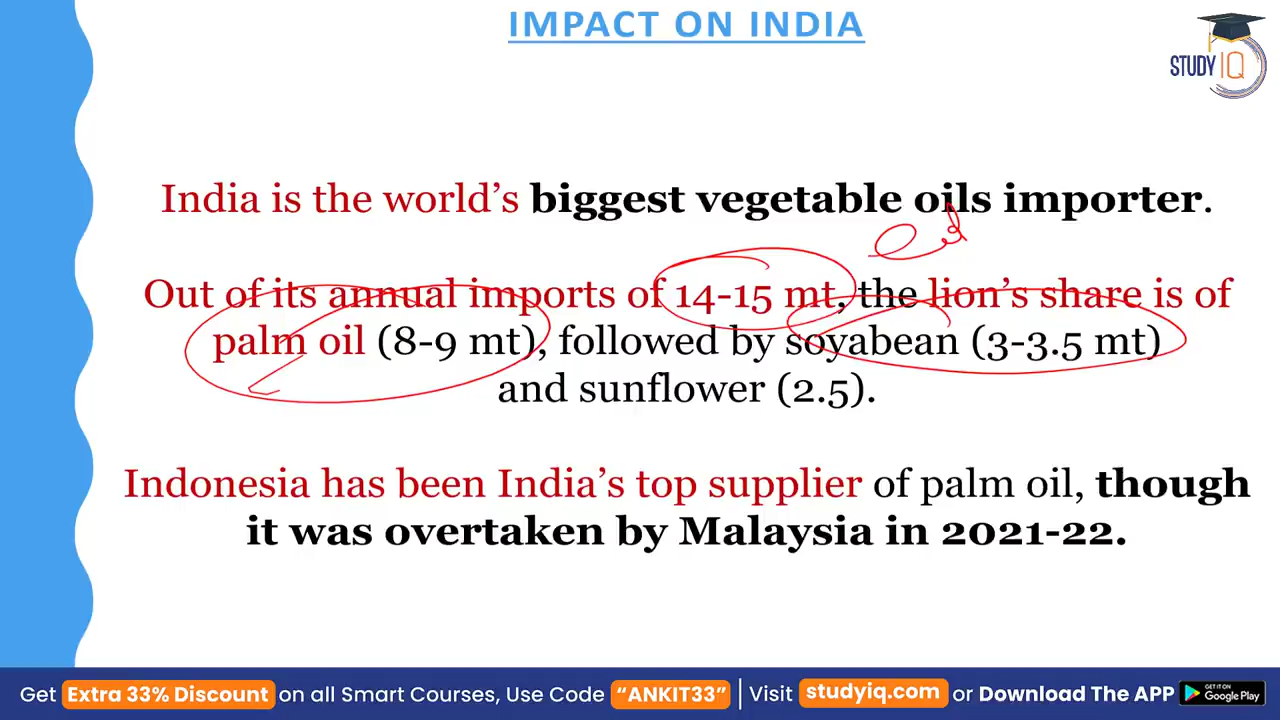 IMPACT ON INDIA
STUDY IQ
India is the world's biggest vegetable oils importer.
Out of its annual imports of 14-15 mt, the lion's share is of
palm oil (8-9 mt), followed by soyabean (3-3.5 mt)
and sunflower (2.5).
Indonesia has been India's top supplier of palm oil, though
it was overtaken by Malaysia in 2021-22.
Get Extra 33% Discount on all Smart Courses, Use Code “ANKIT33” | Visit studyiq.com or Download The APP GET IT ON Google Play